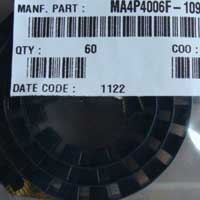 MANF. PART : MA4P4006F-109
QTY : 60 COO :
DATE CODE : 1122